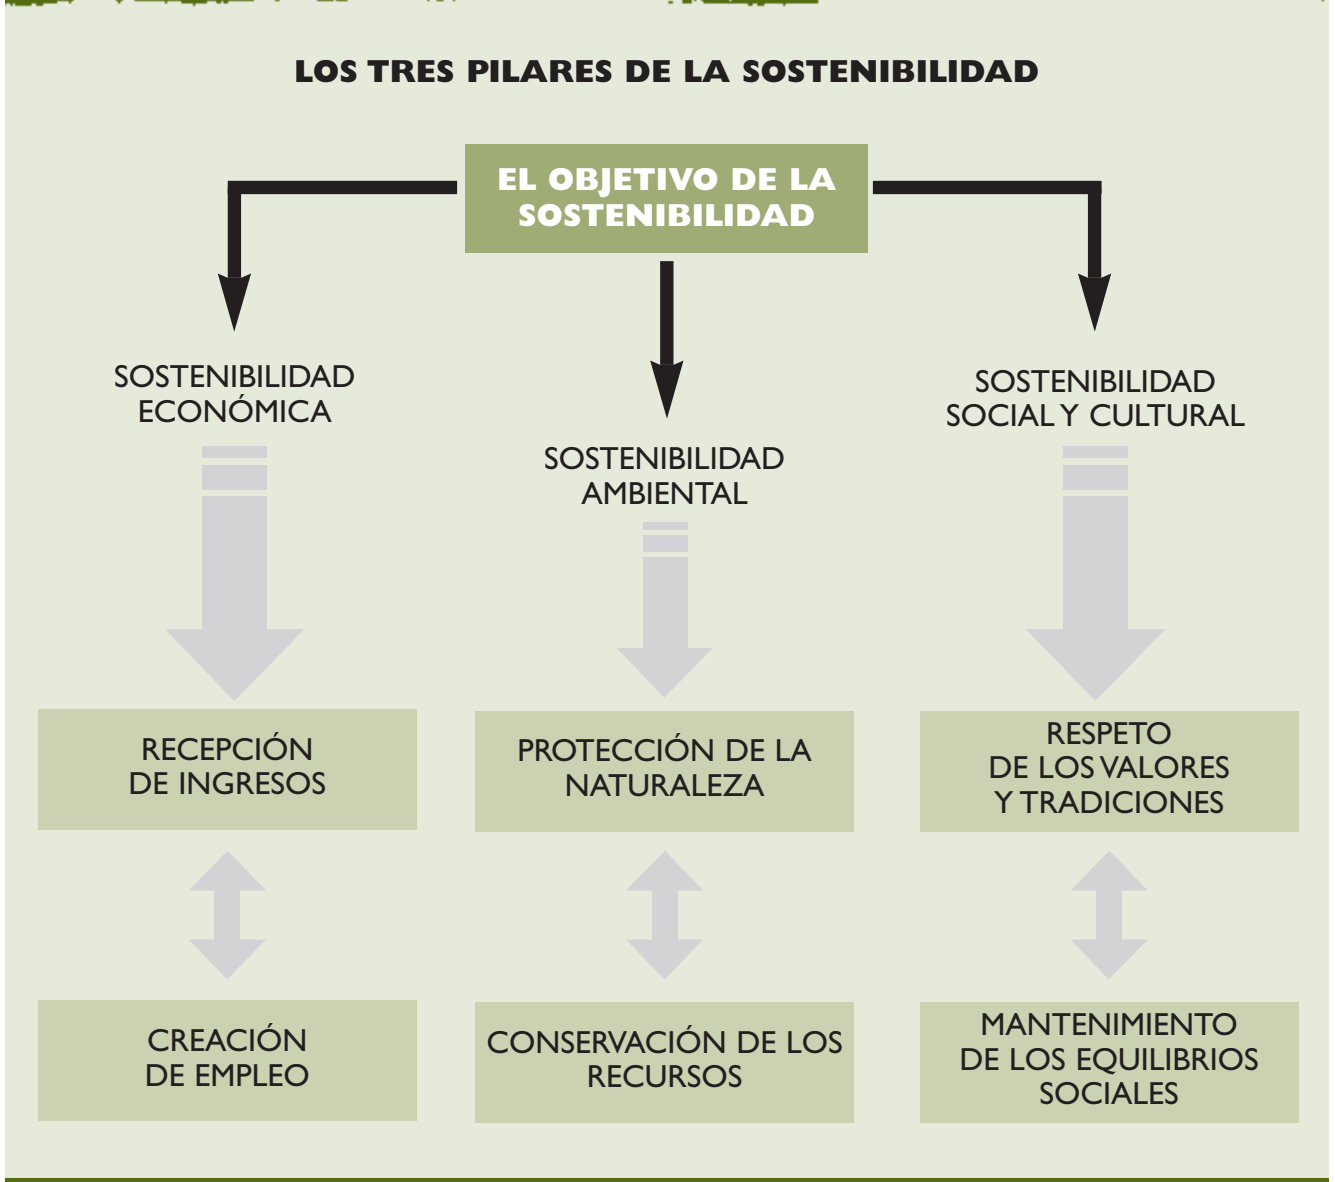 LOS TRES PILARES DE LA SOSTENIBILIDAD
EL OBJETIVO DE LA
SOSTENIBILIDAD
SOSTENIBILIDAD
ECONÓMICA
SOSTENIBILIDAD
AMBIENTAL
SOSTENIBILIDAD
SOCIAL Y CULTURAL
RECEPCIÓN
DE INGRESOS
PROTECCIÓN DE LA
NATURALEZA
RESPETO
DE LOS VALORES
Y TRADICIONES
CREACIÓN
DE EMPLEO
CONSERVACIÓN DE LOS
RECURSOS
MANTENIMIENTO
DE LOS EQUILIBRIOS
SOCIALES